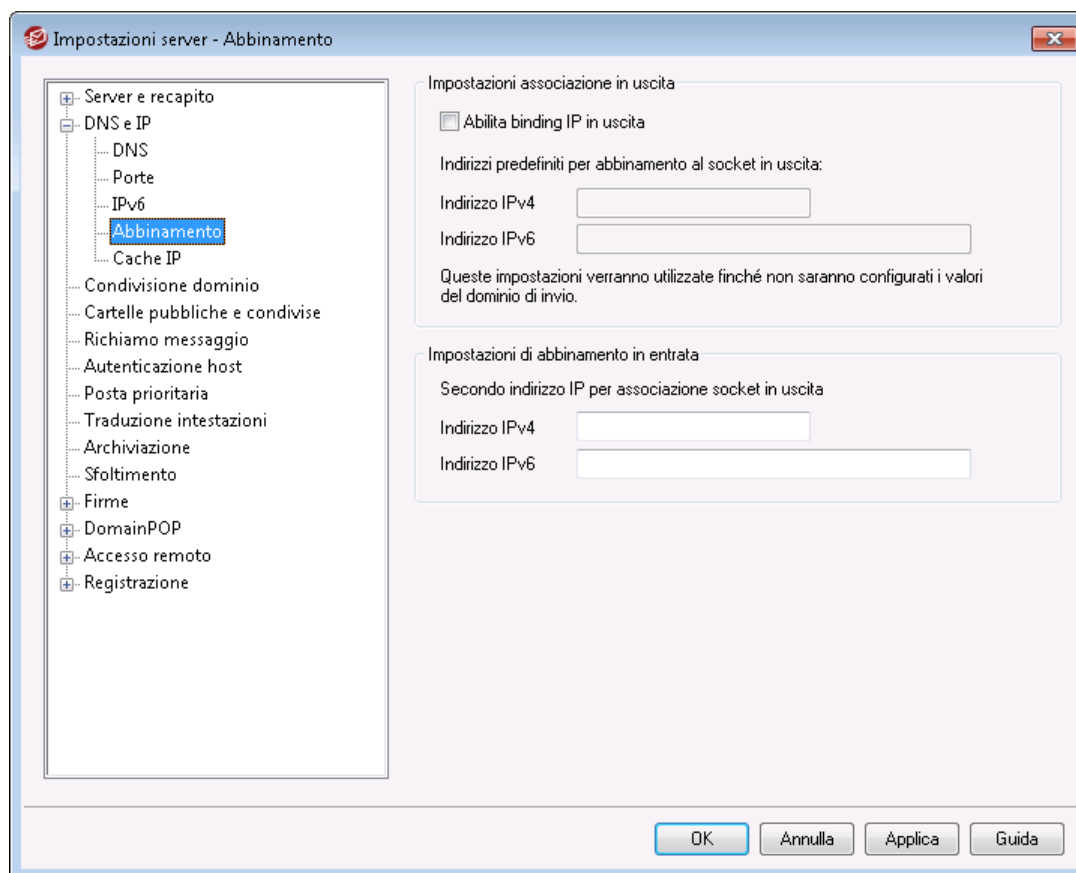 Impostazioni server - Abbinamento
Server e recapito
DNS e IP
DNS
Porte
IPv6
Abbinamento
Cache IP
Condivisione dominio
Cartelle pubbliche e condivise
Richiamo messaggio
Autenticazione host
Posta prioritaria
Traduzione intestazioni
Archiviazione
Sfoltimento
Firme
DomainPOP
Accesso remoto
Registrazione
Impostazioni associazione in uscita
Abilita binding IP in uscita
Indirizzi predefiniti per abbinamento al socket in uscita:
Indirizzo IPv4
Indirizzo IPv6
Queste impostazioni verranno utilizzate finché non saranno configurati i valori
del dominio di invio.
Impostazioni di abbinamento in entrata
Secondo indirizzo IP per associazione socket in uscita
Indirizzo IPv4
Indirizzo IPv6
OK
Annulla
Applica
Guida